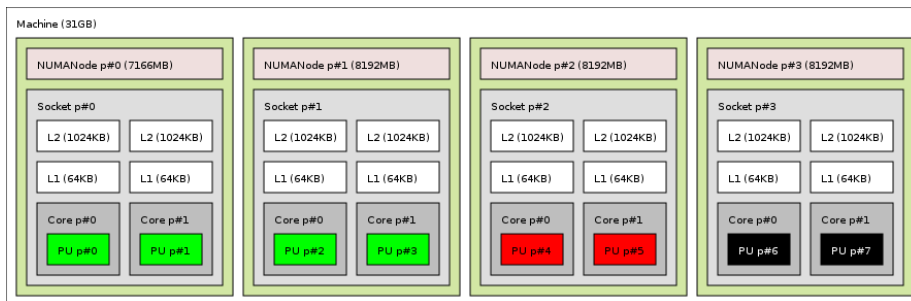 Machine (31GB)
NUMANode p#0 (7166MB)
NUMANode p#1 (8192MB)
NUMANode p#2 (8192MB)
NUMANode p#3 (8192MB)
Socket p#0
Socket p#1
Socket p#2
Socket p#3
L2 (1024KB)
L2 (1024KB)
L2 (1024KB)
L2 (1024KB)
L2 (1024KB)
L2 (1024KB)
L2 (1024KB)
L2 (1024KB)
L1 (64KB)
L1 (64KB)
L1 (64KB)
L1 (64KB)
L1 (64KB)
L1 (64KB)
L1 (64KB)
L1 (64KB)
Core p#0
Core p#1
Core p#0
Core p#1
Core p#0
Core p#1
Core p#0
Core p#1
PU p#0
PU p#1
PU p#2
PU p#3
PU p#4
PU p#5
PU p#6
PU p#7